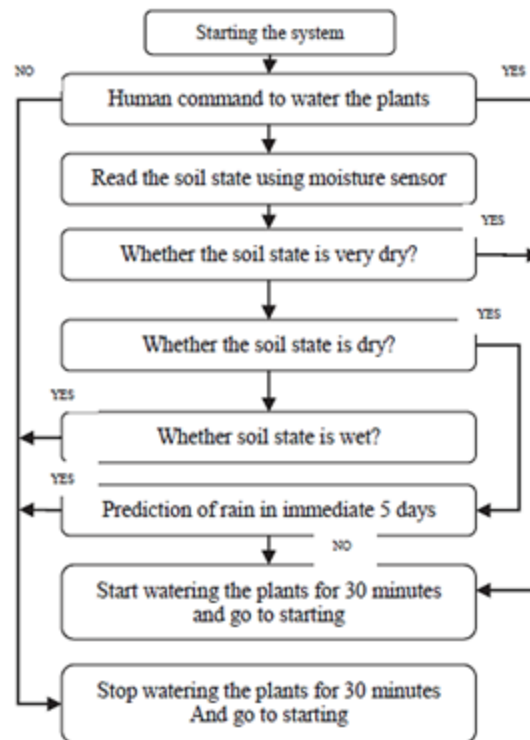 Starting the system
NO
YES
Human command to water the plants
Read the soil state using moisture sensor
YES
Whether the soil state is very dry?
YES
Whether the soil state is dry?
YES
Whether soil state is wet?
YES
Prediction of rain in immediate 5 days
NO
Start watering the plants for 30 minutes
and go to starting
Stop watering the plants for 30 minutes
And go to starting